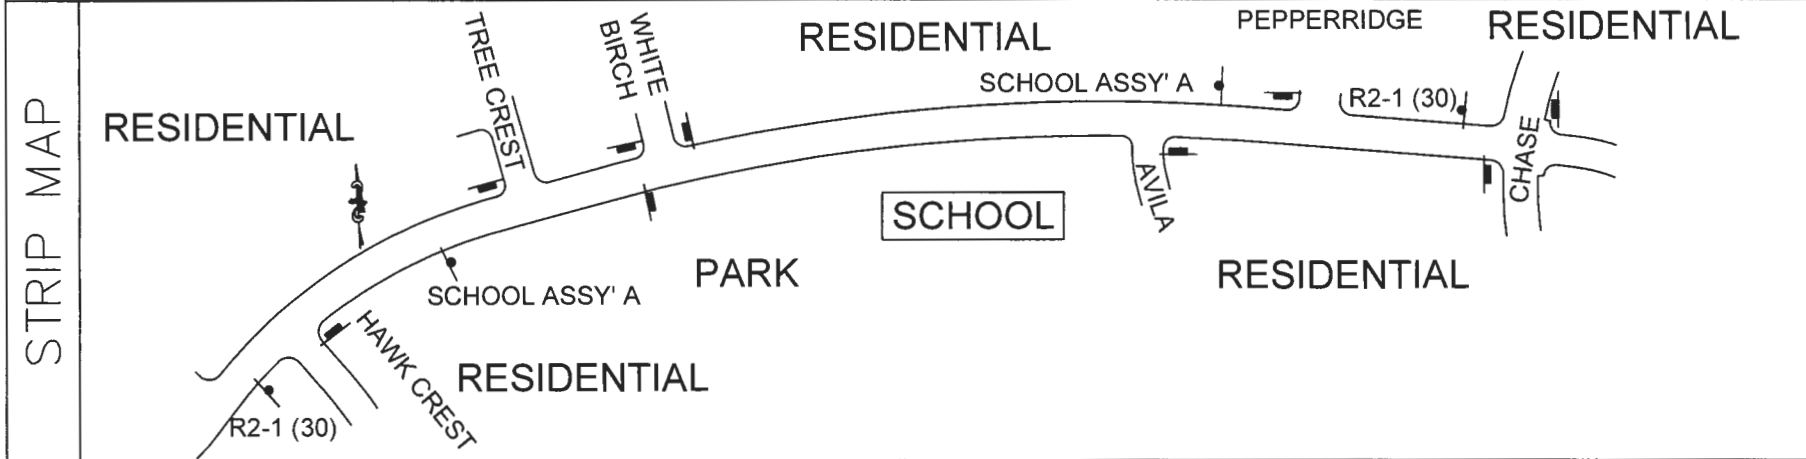 STRIP MAP
RESIDENTIAL
TREE CREST
WHITE
BIRCH
RESIDENTIAL
PEPPERRIDGE
RESIDENTIAL
SCHOOL ASSY' A
R2-1 (30)
CHASE
AVILA
SCHOOL
PARK
RESIDENTIAL
SCHOOL ASSY' A
HAWK CREST
RESIDENTIAL
R2-1 (30)